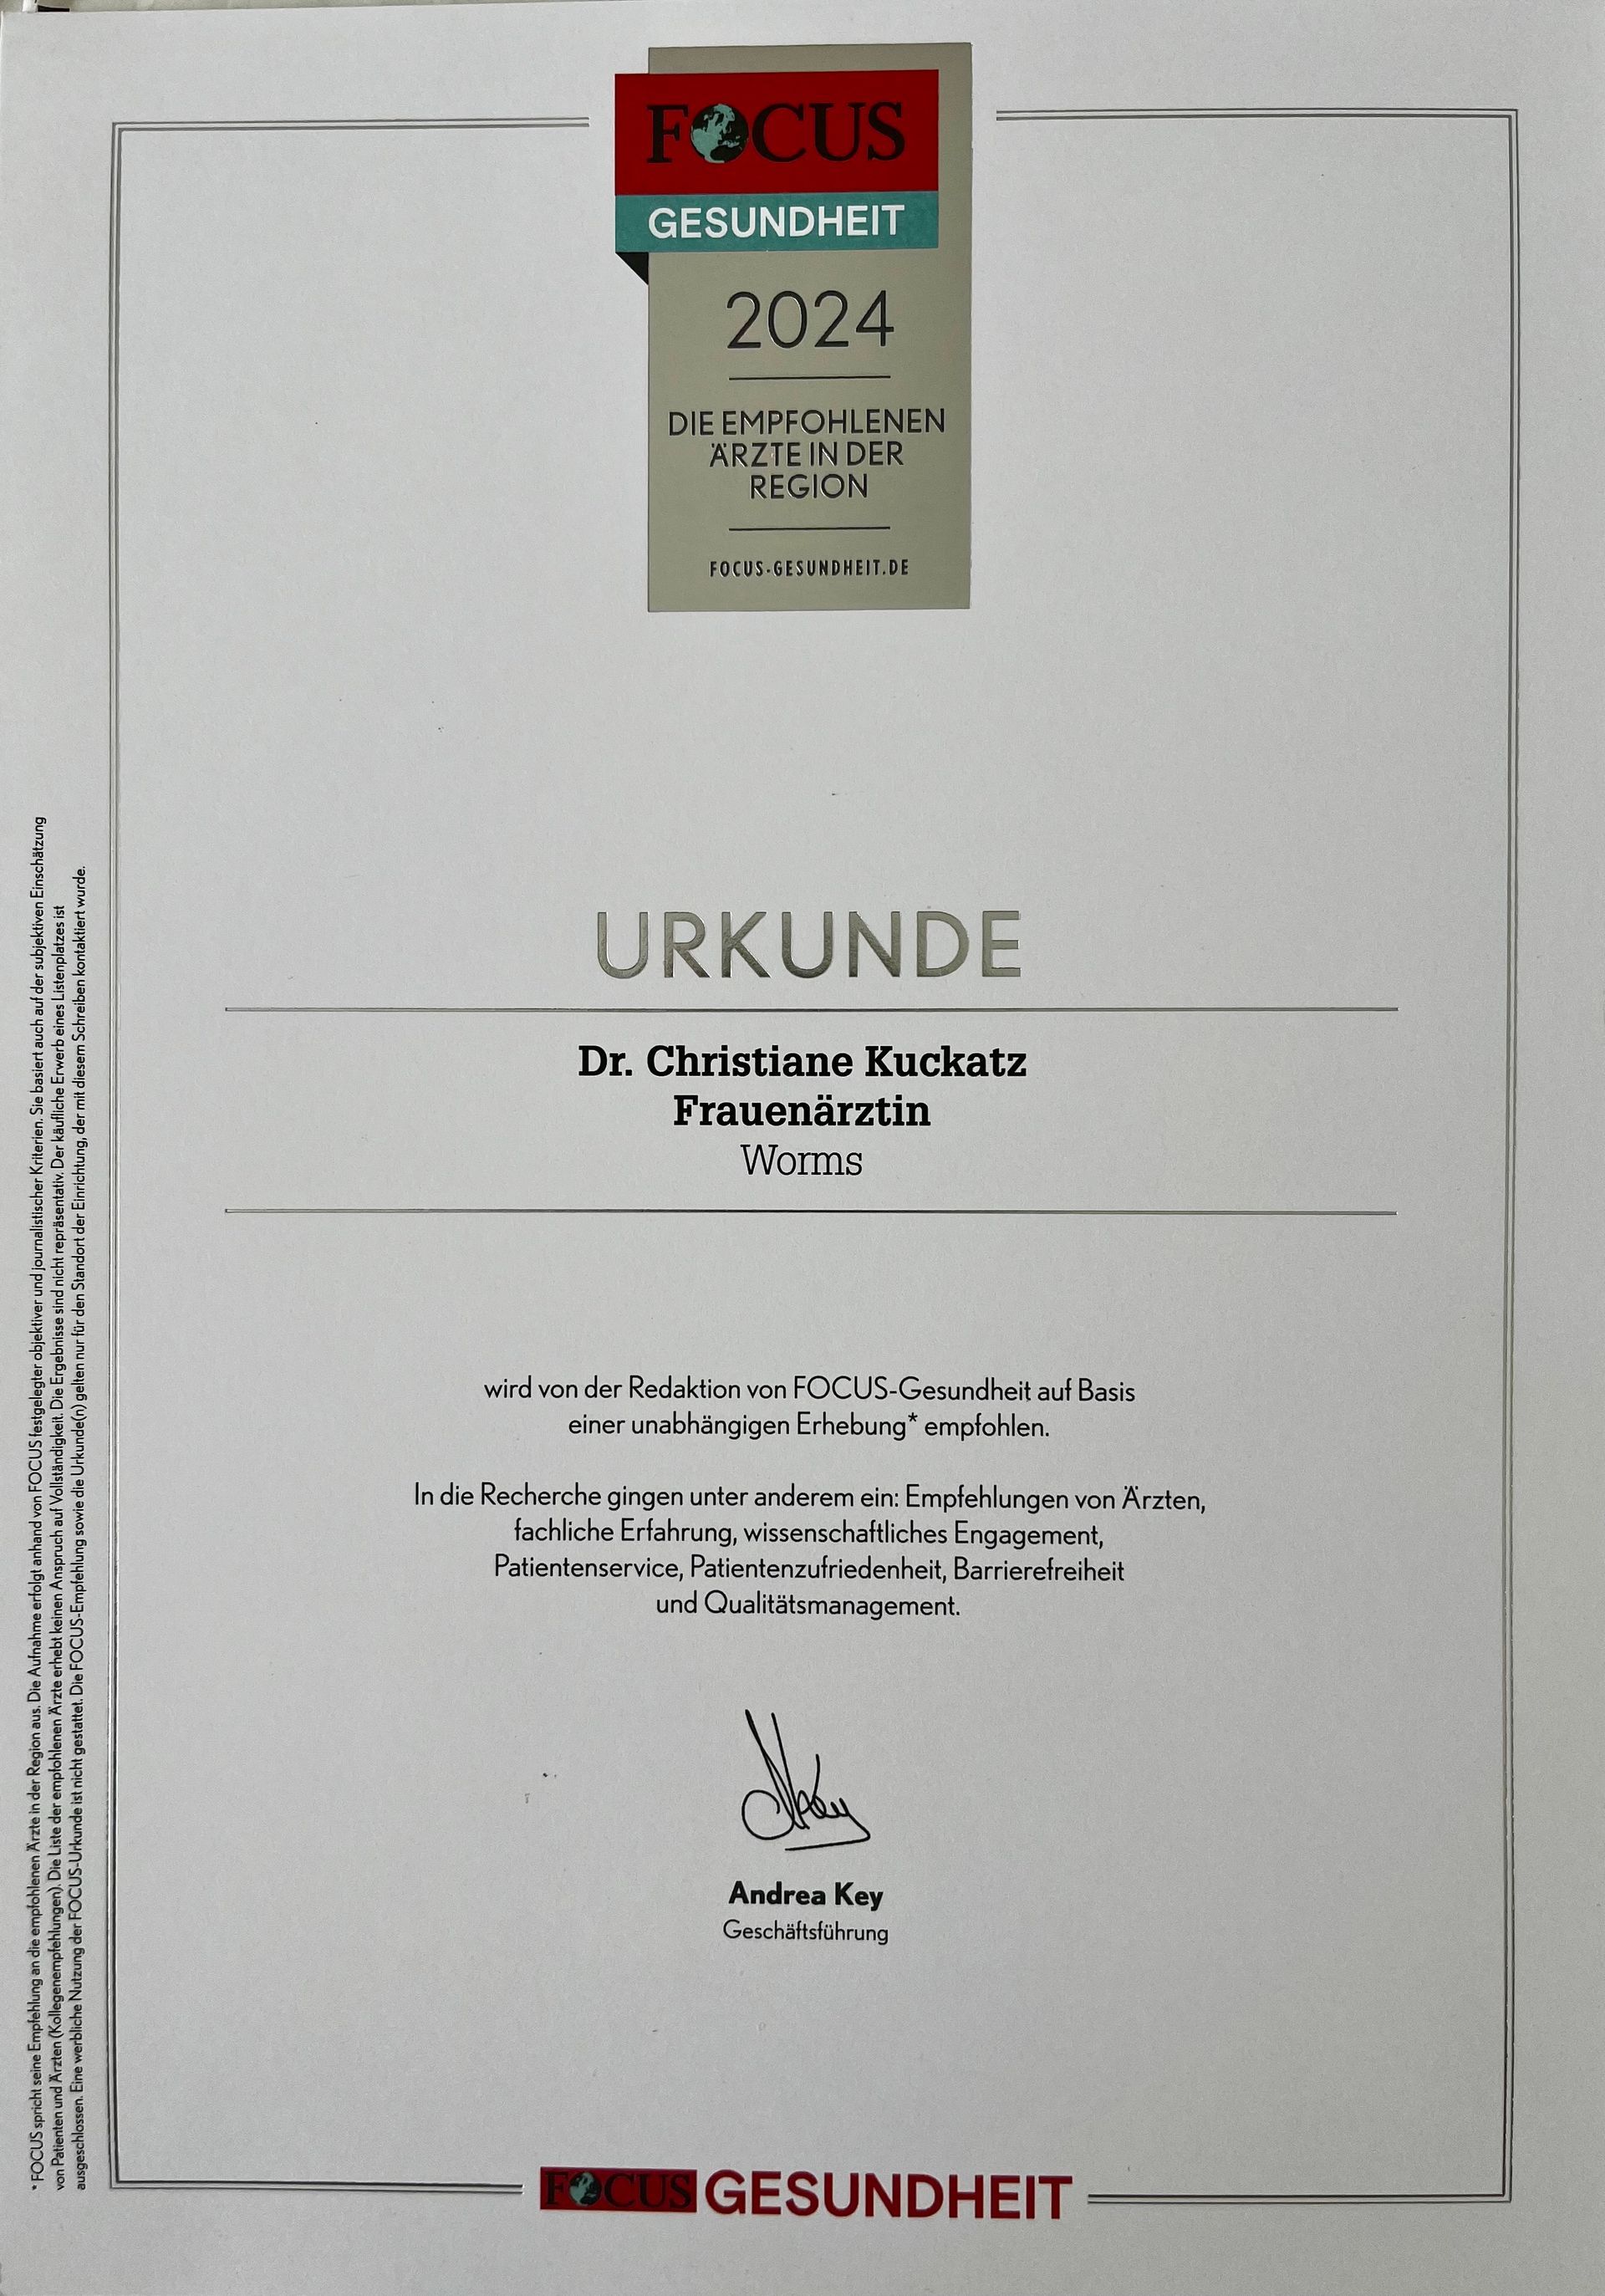 FOCUS
GESUNDHEIT
2024
DIE EMPFOHLENEN
ÄRZTE IN DER
REGION
FOCUS-GESUNDHEIT.DE
URKUNDE
Dr. Christiane Kuckatz
Frauenärztin
Worms
wird von der Redaktion von FOCUS-Gesundheit auf Basis
einer unabhängigen Erhebung* empfohlen.
In die Recherche gingen unter anderem ein: Empfehlungen von Ärzten,
fachliche Erfahrung, wissenschaftliches Engagement,
Patientenservice, Patientenzufriedenheit, Barrierefreiheit
und Qualitätsmanagement.
AKey
Andrea Key
Geschäftsführung
FOCUS GESUNDHEIT
* FOCUS spricht seine Empfehlung an die empfohlenen Ärzte in der Region aus. Die Aufnahme erfolgt anhand von FOCUS festgelegter objektiver und journalistischer Kriterien. Sie basiert auch auf der subjektiven Einschätzung
von Patienten und Ärzten (Kollegenempfehlungen). Die Liste der empfohlenen Ärzte erhebt keinen Anspruch auf Vollständigkeit. Die Ergebnisse sind nicht repräsentativ. Der käufliche Erwerb eines Listenplatzes ist
ausgeschlossen. Eine werbliche Nutzung der FOCUS-Urkunde ist nicht gestattet. Die FOCUS-Empfehlung sowie die Urkunde(n) gelten nur für den Standort der Einrichtung, der mit diesem Schreiben kontaktiert wurde.